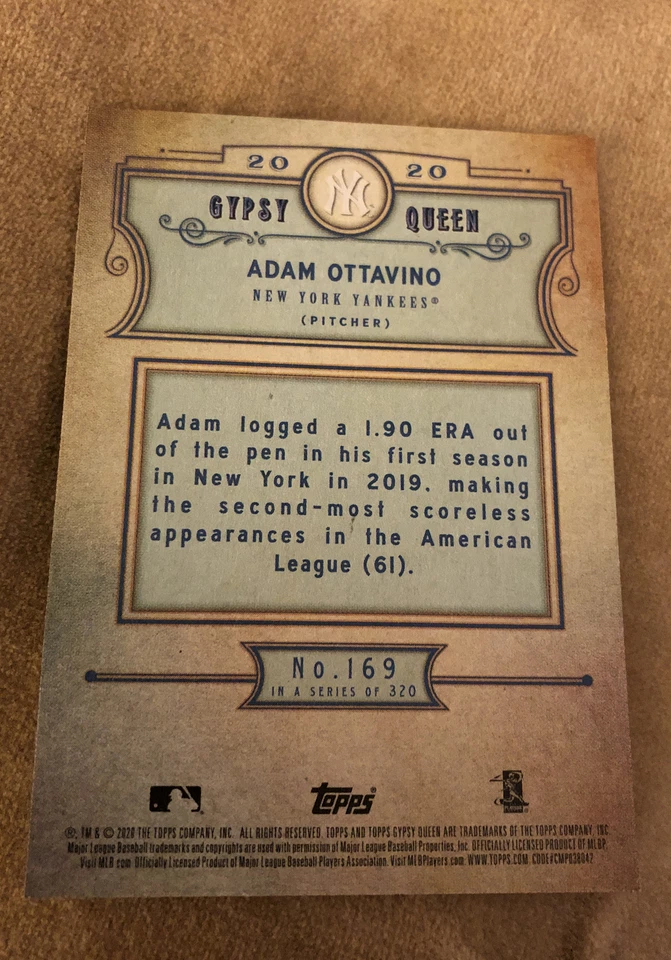 20 20
NY
GYPSY QUEEN
ADAM OTTAVINO
NEW YORK YANKEES®
(PITCHER)
Adam logged a 1.90 ERA out
of the pen in his first season
in New York in 2019, making
the second-most scoreless
appearances in the American
League (61).
No.169
IN A SERIES OF 320
Topps®
®, TM & © 2020 THE TOPPS COMPANY, INC. ALL RIGHTS RESERVED. TOPPS AND TOPPS GYPSY QUEEN ARE TRADEMARKS OF THE TOPPS COMPANY, INC.
Major League Baseball trademarks and copyrights are used with permission of Major League Baseball Properties, Inc. OFFICIALLY LICENSED PRODUCT OF MLBP.
Visit MLB.com. Officially Licensed Product of Major League Baseball Players Association. Visit MLBPlayers.com. WWW.TOPPS.COM. CODE#CMP838042